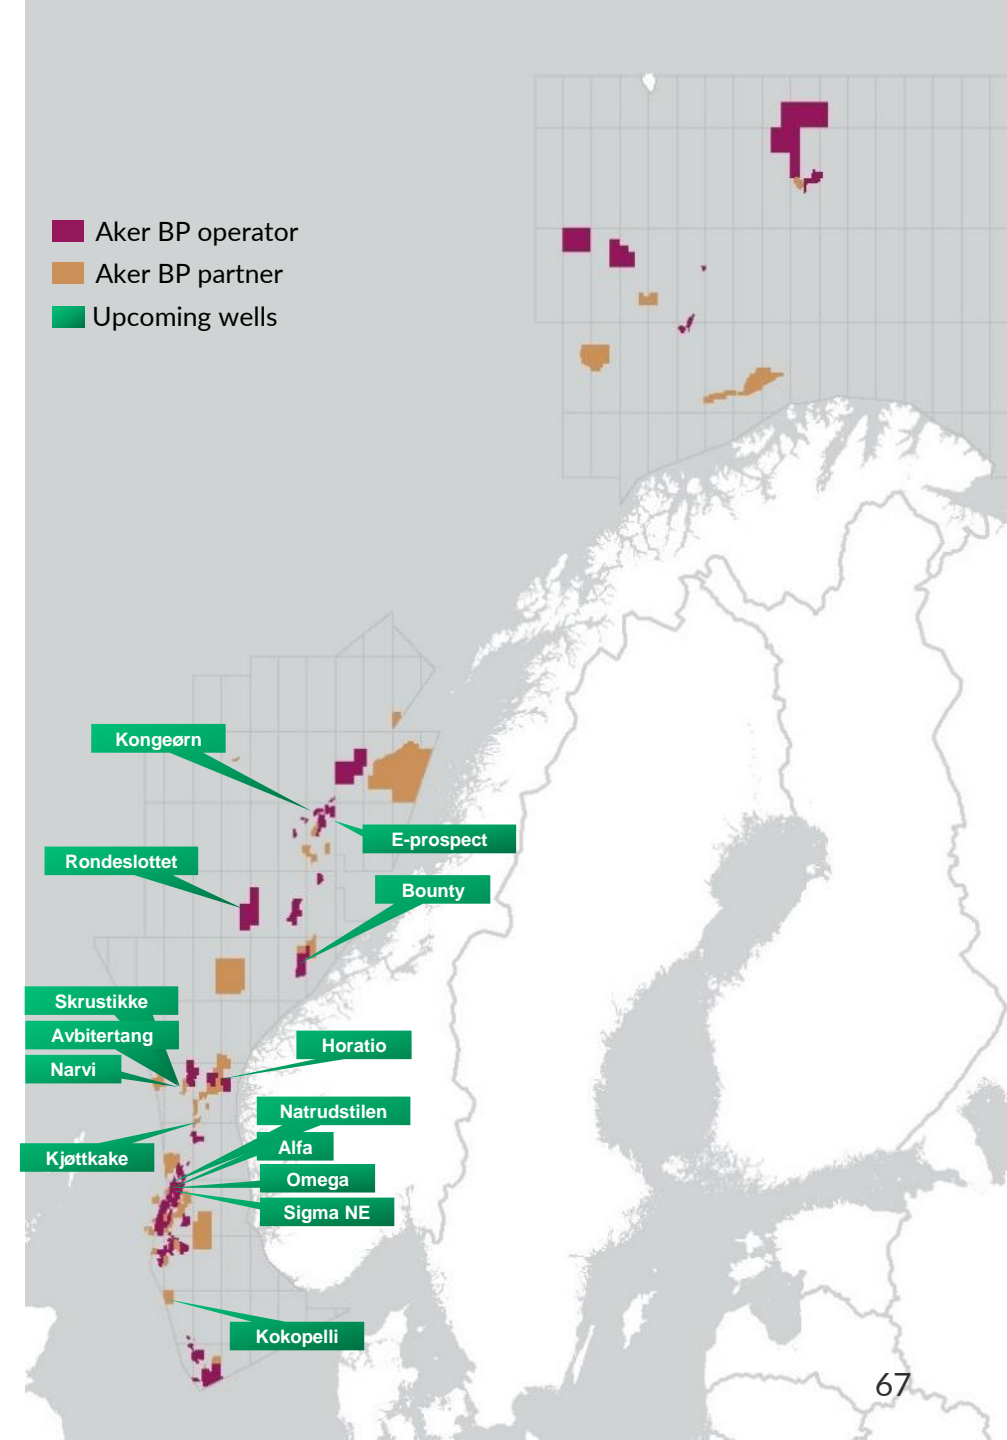 Aker BP operator
Aker BP partner
Upcoming wells
Kongeørn
E-prospect
Rondeslottet
Bounty
Skrustikke
Avbitertang
Horatio
Narvi
Natrudstilen
Alfa
Kjøttkake
Omega
Sigma NE
Kokopelli
67